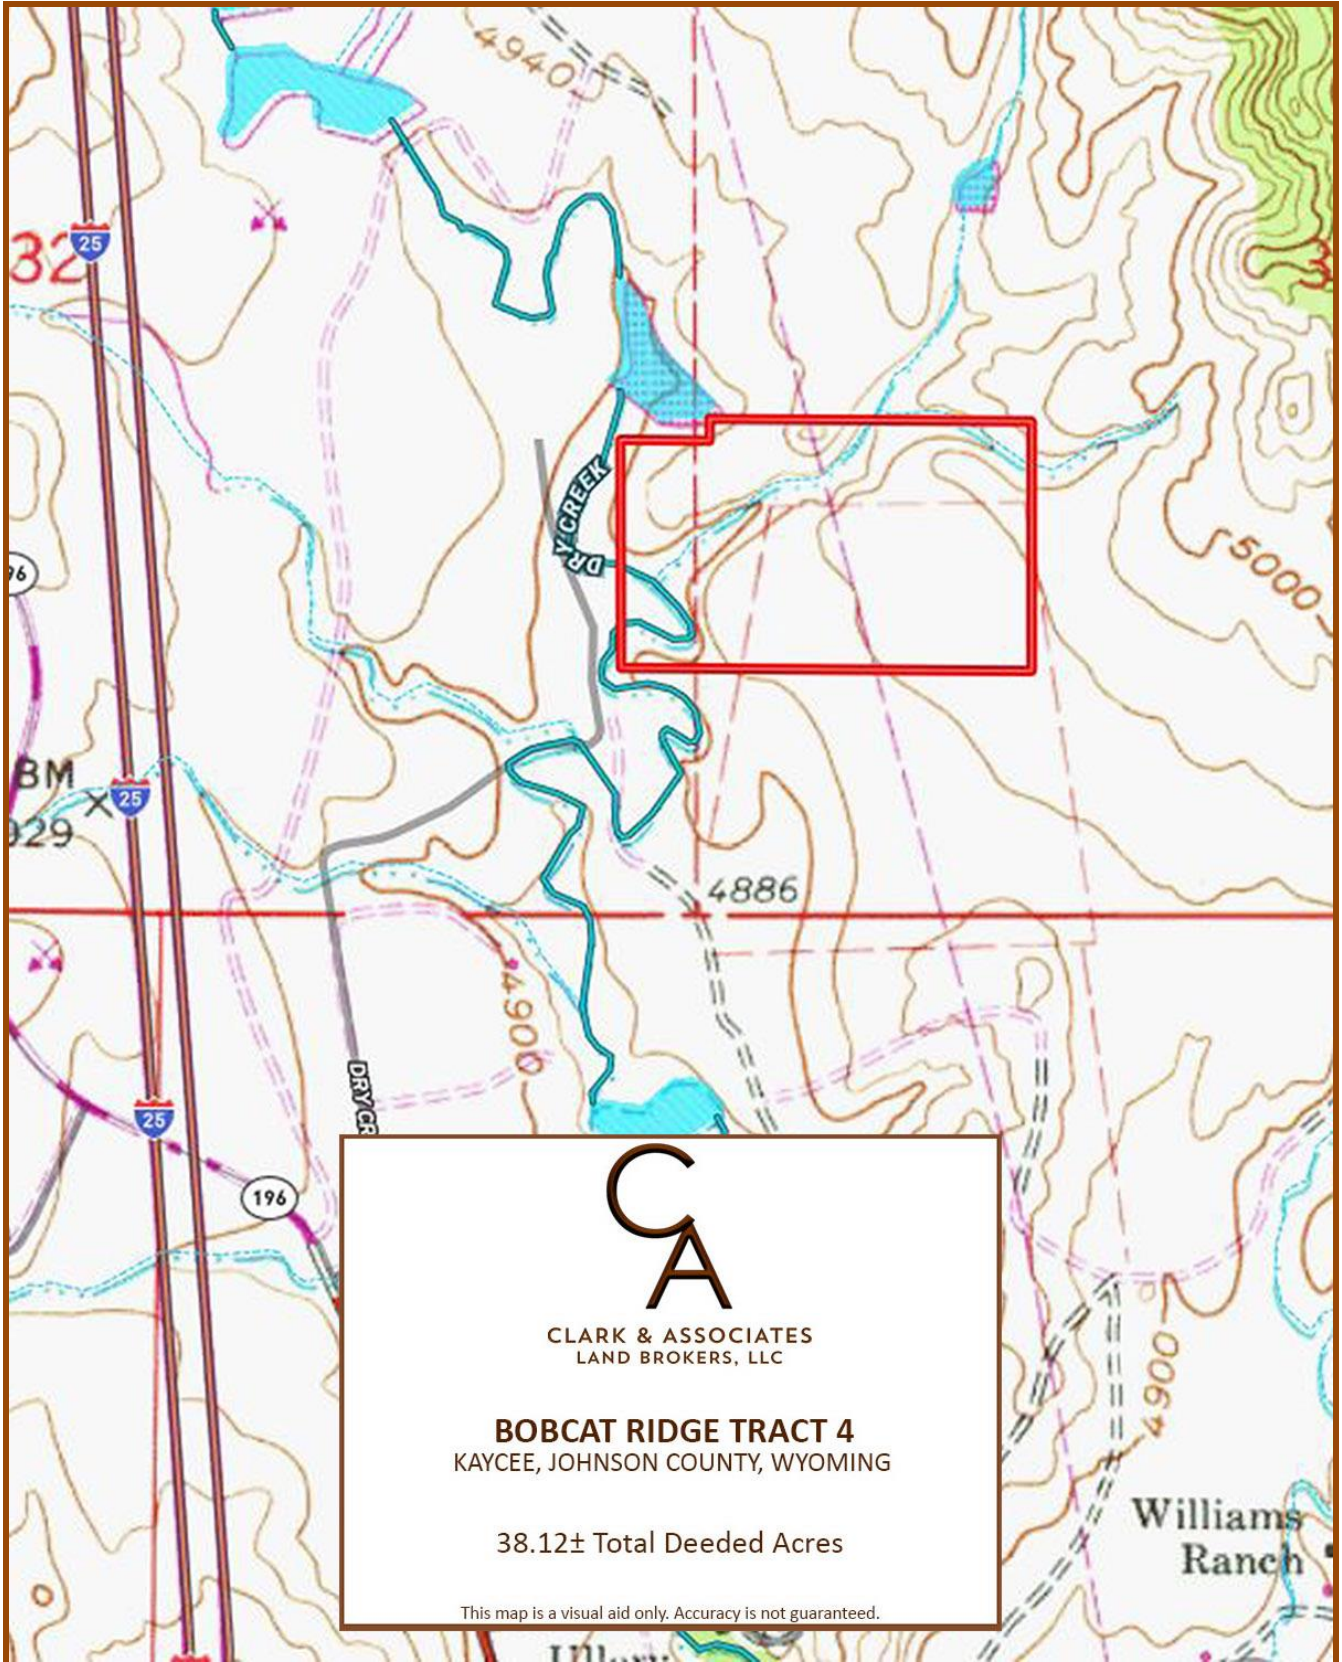 4940
32
25
DRY CREEK
96
5000
BM
25
929
4886
4900
DRY CR
25
196
CA
CLARK & ASSOCIATES
LAND BROKERS, LLC
BOBCAT RIDGE TRACT 4
KAYCEE, JOHNSON COUNTY, WYOMING
38.12± Total Deeded Acres
This map is a visual aid only. Accuracy is not guaranteed.
4900
Williams
Ranch